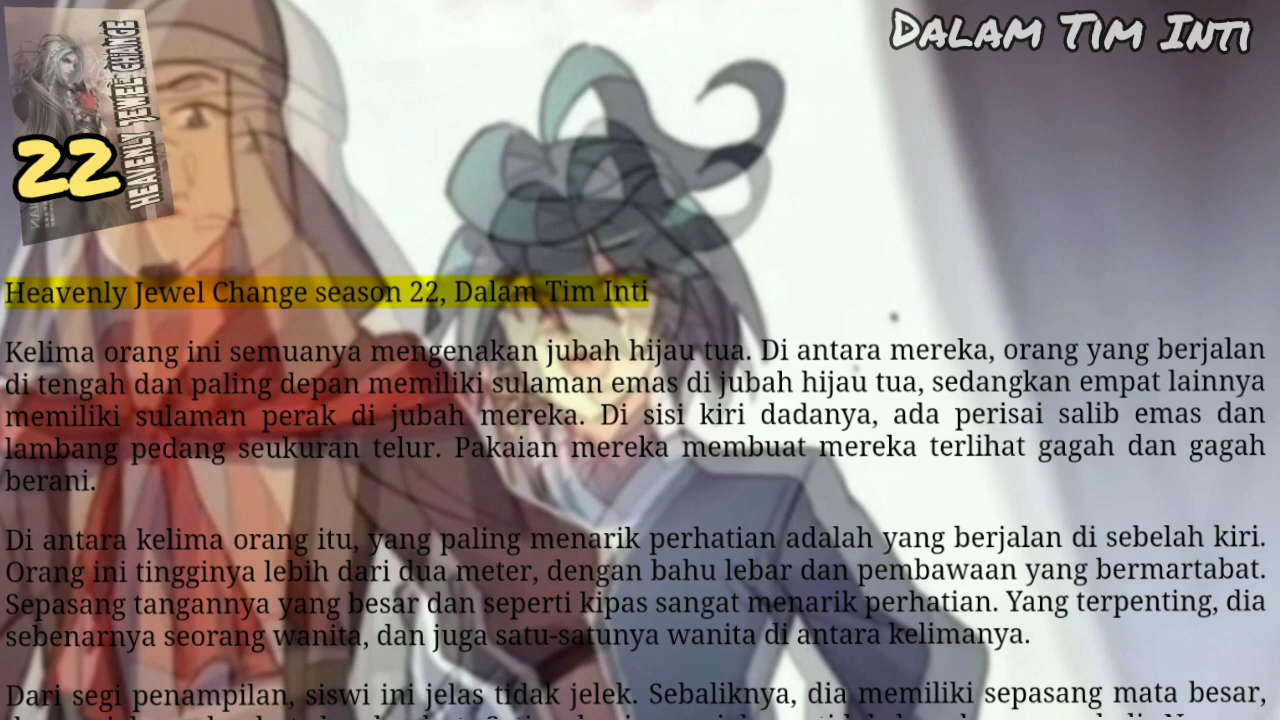 Dalam Tim Inti
HEAVENLY JEWEL CHANGE
22
Heavenly Jewel Change season 22, Dalam Tim Inti
Kelima orang ini semuanya mengenakan jubah hijau tua. Di antara mereka, orang yang berjalan
di tengah dan paling depan memiliki sulaman emas di jubah hijau tua, sedangkan empat lainnya
memiliki sulaman perak di jubah mereka. Di sisi kiri dadanya, ada perisai salib emas dan
lambang pedang seukuran telur. Pakaian mereka membuat mereka terlihat gagah dan gagah
berani.
Di antara kelima orang itu, yang paling menarik perhatian adalah yang berjalan di sebelah kiri.
Orang ini tingginya lebih dari dua meter, dengan bahu lebar dan pembawaan yang bermartabat.
Sepasang tangannya yang besar dan seperti kipas sangat menarik perhatian. Yang terpenting, dia
sebenarnya seorang wanita, dan juga satu-satunya wanita di antara kelimanya.
Dari segi penampilan, siswi ini jelas tidak jelek. Sebaliknya, dia memiliki sepasang mata besar,